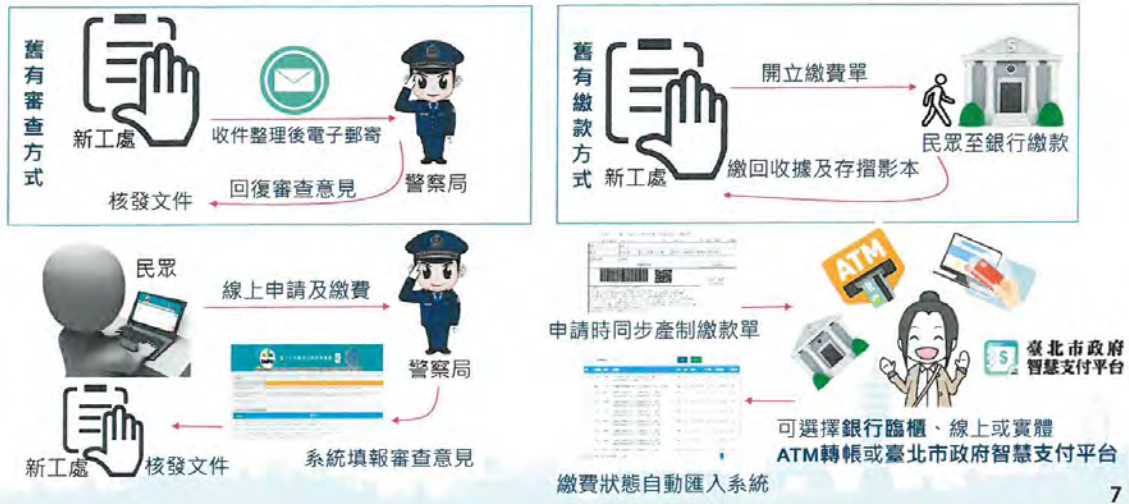 舊有審查方式
新工處
收件整理後電子郵寄
警察局
回復審查意見
核發文件
舊有繳款方式
新工處
開立繳費單
民眾至銀行繳款
繳回收據及存摺影本
民眾
線上申請及繳費
警察局
系統填報審查意見
新工處
核發文件
申請時同步產制繳款單
ATM
臺北市政府
智慧支付平台
可選擇銀行臨櫃、線上或實體
ATM轉帳或臺北市政府智慧支付平台
繳費狀態自動匯入系統
7